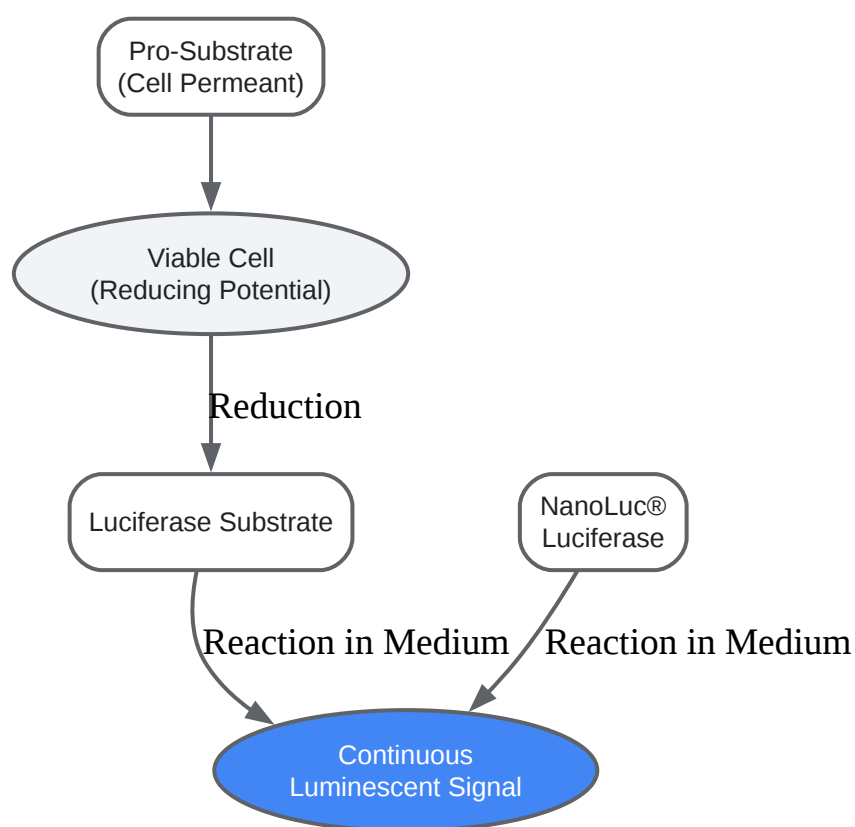 Pro-Substrate
(Cell Permeant)
Viable Cell
(Reducing Potential)
Reduction
Luciferase Substrate
NanoLuc®
Luciferase
Reaction in Medium
Reaction in Medium
Continuous
Luminescent Signal